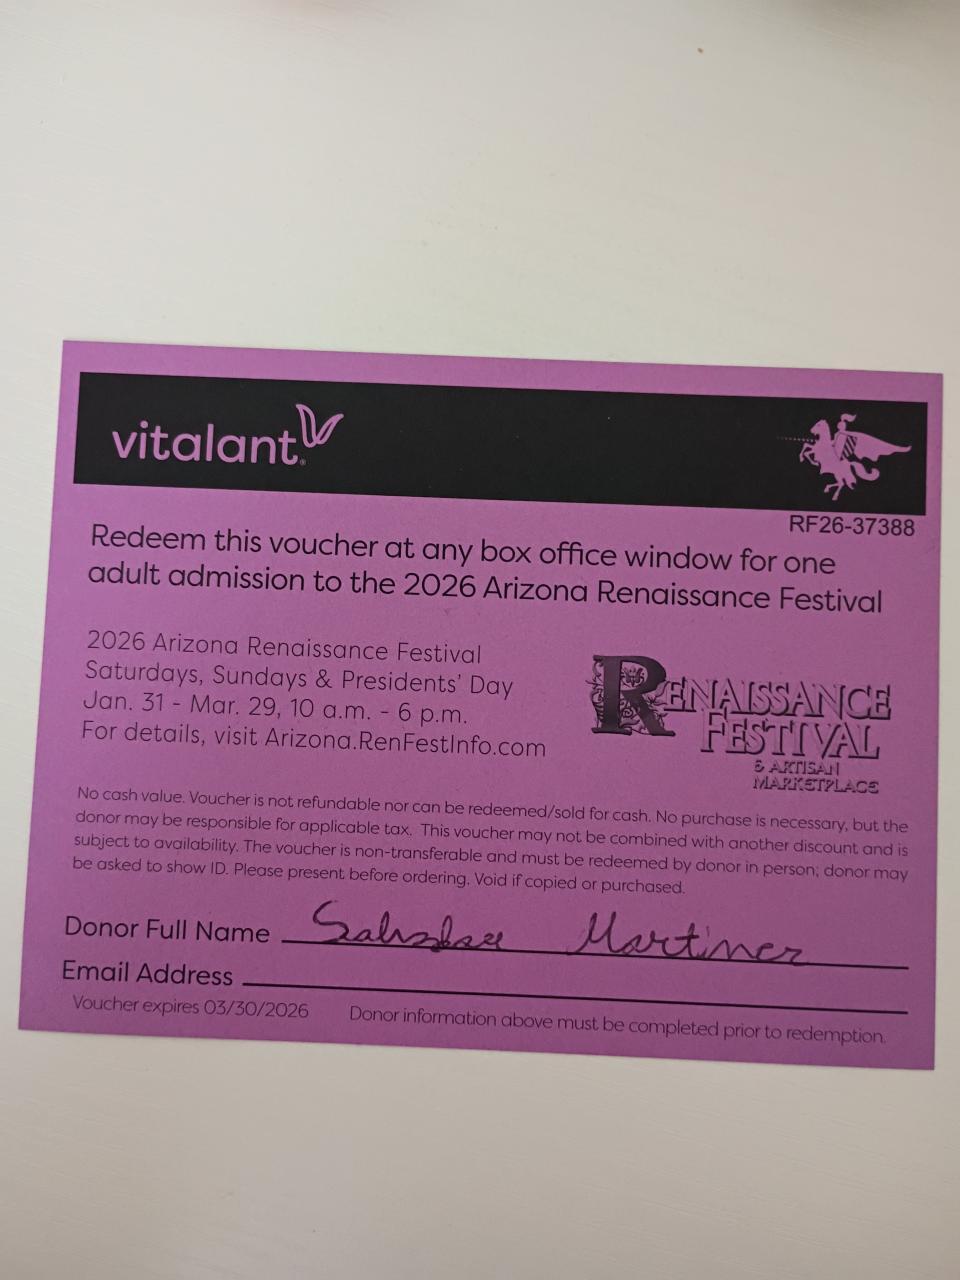 vitalant®
RF26-37388
Redeem this voucher at any box office window for one
adult admission to the 2026 Arizona Renaissance Festival
2026 Arizona Renaissance Festival
Saturdays, Sundays & Presidents' Day
Jan. 31 - Mar. 29, 10 a.m. - 6 p.m.
For details, visit Arizona.RenFestInfo.com
RENAISSANCE
FESTIVAL
& ARTISAN
MARKETPLACE
No cash value. Voucher is not refundable nor can be redeemed/sold for cash. No purchase is necessary, but the
donor may be responsible for applicable tax. This voucher may not be combined with another discount and is
subject to availability. The voucher is non-transferable and must be redeemed by donor in person; donor may
be asked to show ID. Please present before ordering. Void if copied or purchased.
Donor Full Name Martinez
Email Address
Voucher expires 03/30/2026 Donor information above must be completed prior to redemption.